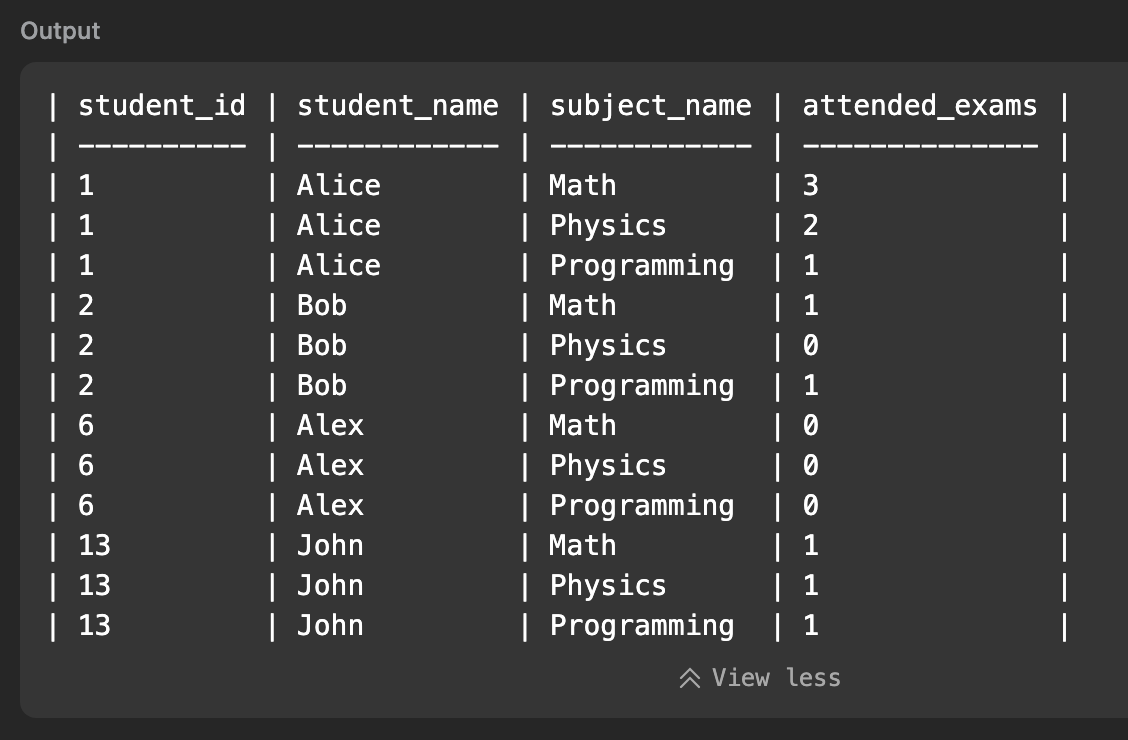 Output
| student_id | student_name | subject_name | attended_exams |
| ---------- | ------------ | ------------ | -------------- |
| 1          | Alice        | Math         | 3              |
| 1          | Alice        | Physics      | 2              |
| 1          | Alice        | Programming  | 1              |
| 2          | Bob          | Math         | 1              |
| 2          | Bob          | Physics      | 0              |
| 2          | Bob          | Programming  | 1              |
| 6          | Alex         | Math         | 0              |
| 6          | Alex         | Physics      | 0              |
| 6          | Alex         | Programming  | 0              |
| 13         | John         | Math         | 1              |
| 13         | John         | Physics      | 1              |
| 13         | John         | Programming  | 1              |
View less